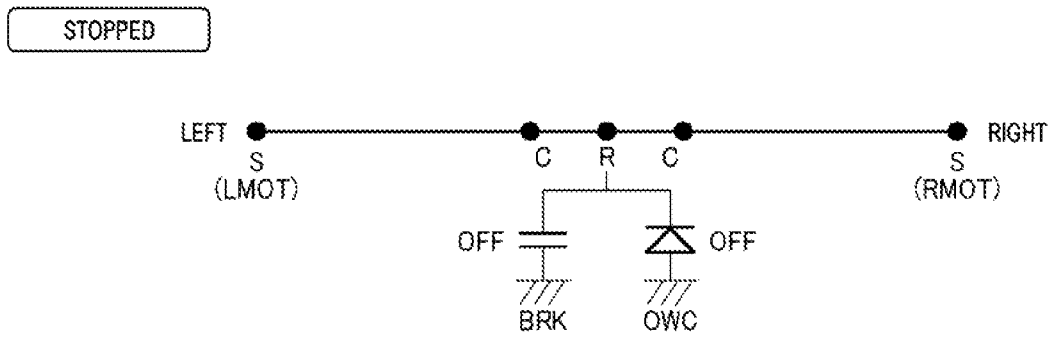 STOPPED
LEFT RIGHT
S C R C S
(LMOT) (RMOT)
OFF OFF
BRK OWC